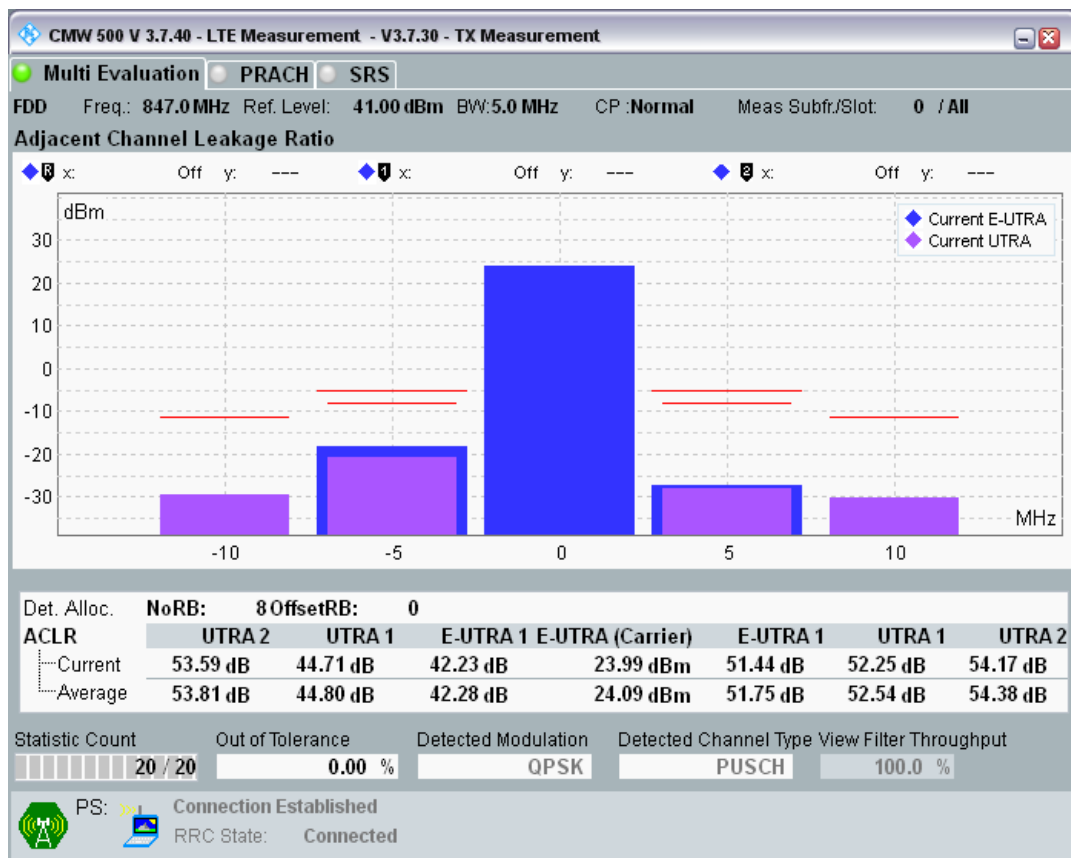 CMW 500 V 3.7.40 - LTE Measurement - V3.7.30 - TX Measurement
Multi Evaluation PRACH SRS
FDD Freq.: 847.0 MHz Ref. Level: 41.00 dBm BW:5.0 MHz CP :Normal Meas Subfr./Slot: 0 / All
Adjacent Channel Leakage Ratio
R x: Off y: --- 1 x: Off y: --- 2 x: Off y: ---
dBm
Current E-UTRA
Current UTRA
30
20
10
0
-10
-20
-30
MHz
-10 -5 0 5 10
Det. Alloc. NoRB: 8 OffsetRB: 0
ACLR UTRA 2 UTRA 1 E-UTRA 1 E-UTRA (Carrier) E-UTRA 1 UTRA 1 UTRA 2
Current 53.59 dB 44.71 dB 42.23 dB 23.99 dBm 51.44 dB 52.25 dB 54.17 dB
Average 53.81 dB 44.80 dB 42.28 dB 24.09 dBm 51.75 dB 52.54 dB 54.38 dB
Statistic Count Out of Tolerance Detected Modulation Detected Channel Type View Filter Throughput
20 / 20 0.00 % QPSK PUSCH 100.0 %
PS: Connection Established
RRC State: Connected